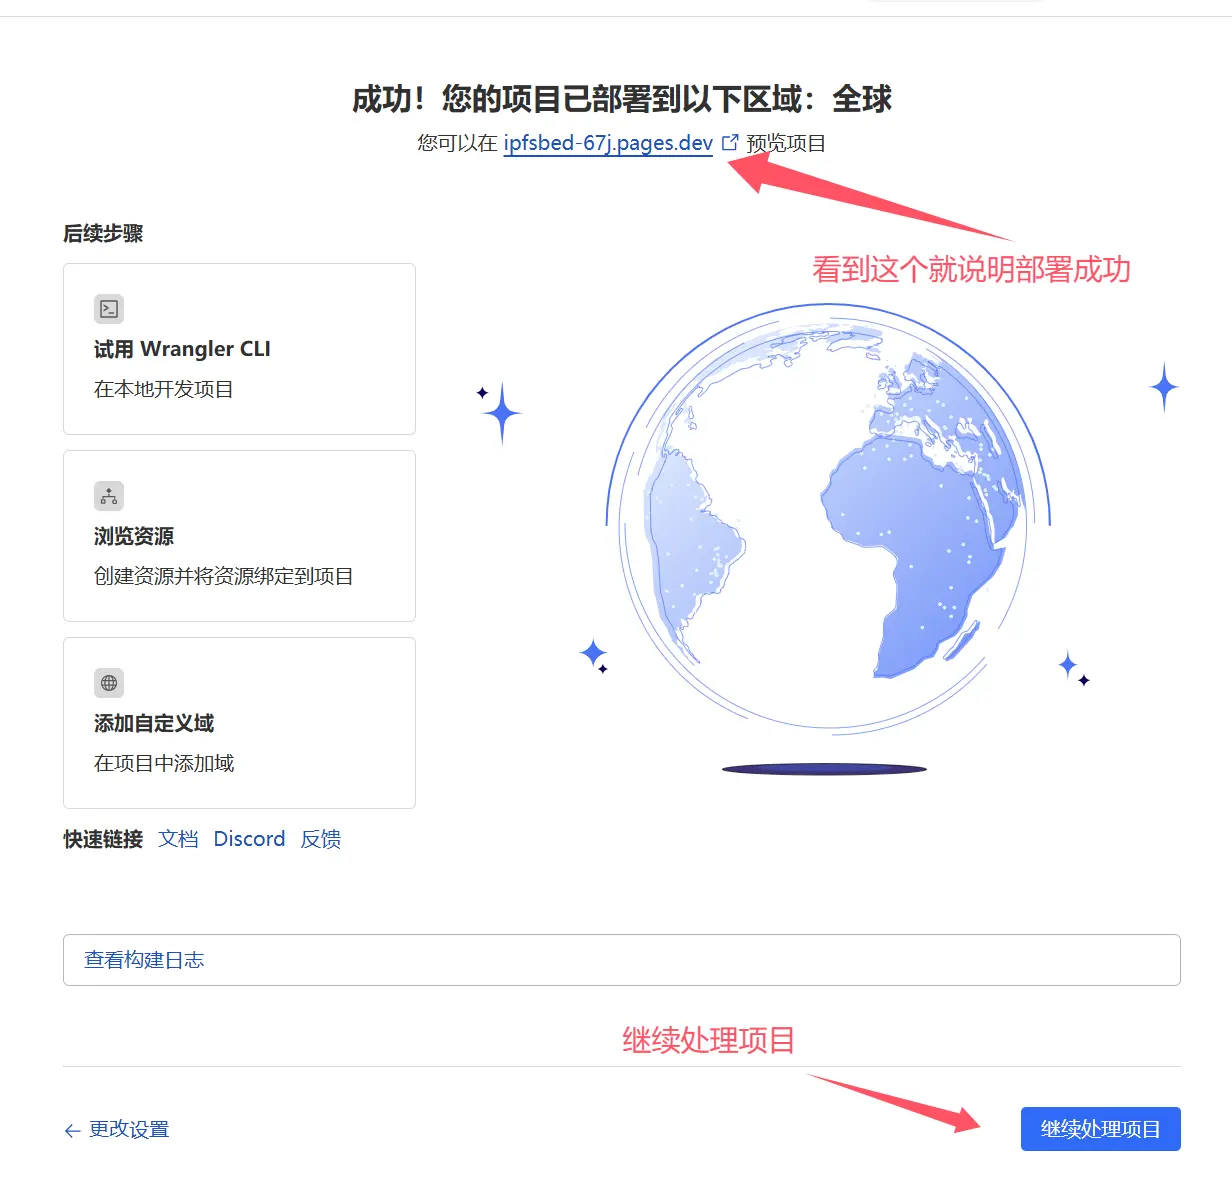 成功！您的项目已部署到以下区域：全球
您可以在 ipfsbed-67j.pages.dev 预览项目
看到这个就说明部署成功
后续步骤
试用 Wrangler CLI
在本地开发项目
浏览资源
创建资源并将资源绑定到项目
添加自定义域
在项目中添加域
快速链接 文档 Discord 反馈
查看构建日志
继续处理项目
← 更改设置
继续处理项目